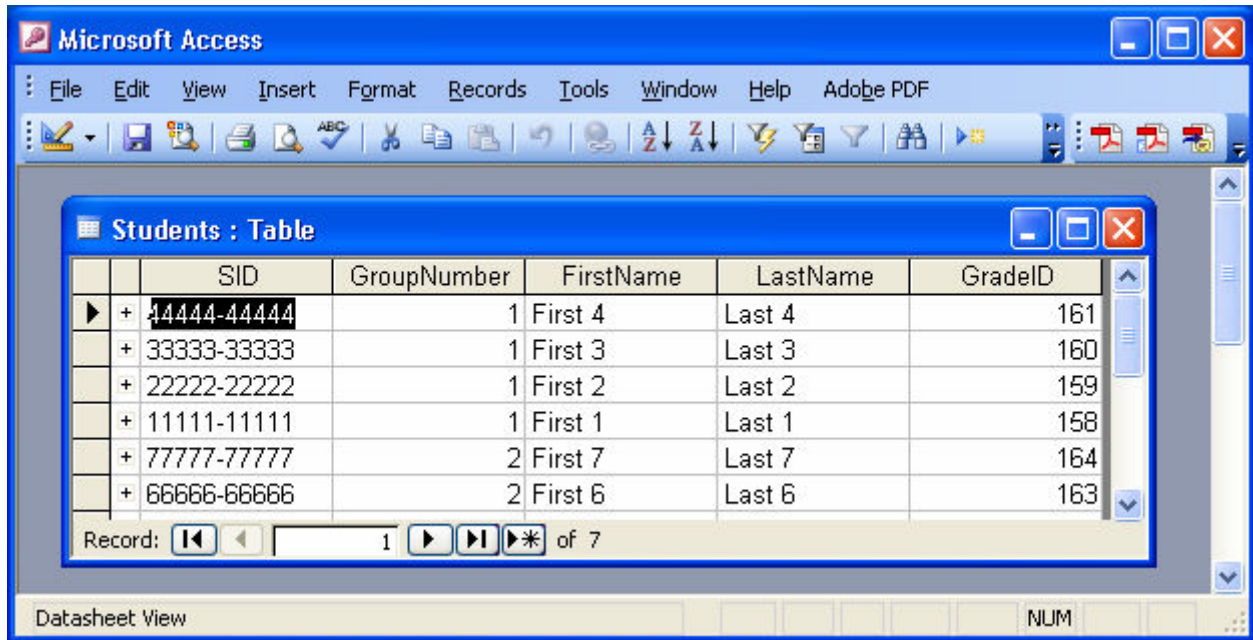 Microsoft Access
File Edit View Insert Format Records Tools Window Help Adobe PDF
ABC A Z Z A
Students : Table
SID GroupNumber FirstName LastName GradeID
+ 44444-44444 1 First 4 Last 4 161
+ 33333-33333 1 First 3 Last 3 160
+ 22222-22222 1 First 2 Last 2 159
+ 11111-11111 1 First 1 Last 1 158
+ 77777-77777 2 First 7 Last 7 164
+ 66666-66666 2 First 6 Last 6 163
Record: 1 of 7
Datasheet View NUM